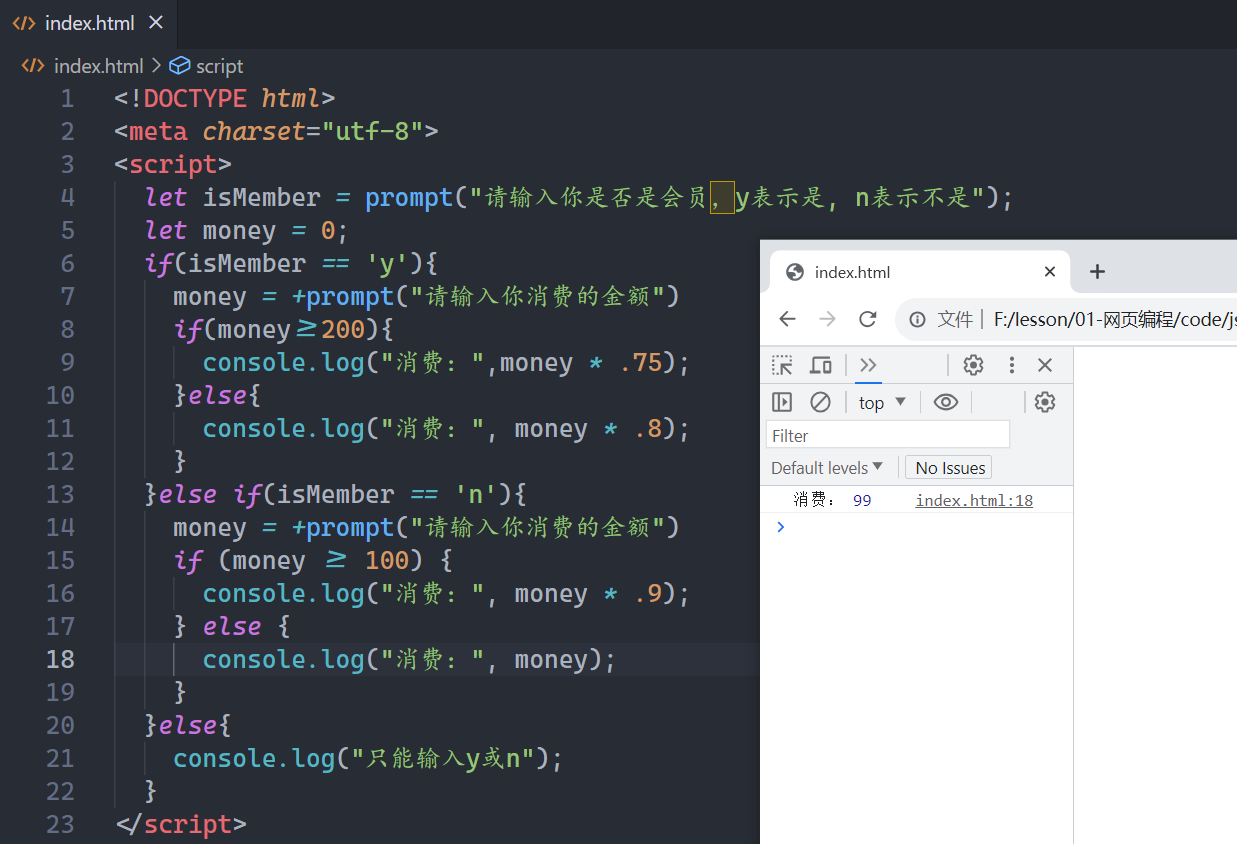 index.html
index.html > script
1 <!DOCTYPE html>
2 <meta charset="utf-8">
3 <script>
4 let isMember = prompt("请输入你是否是会员，y表示是, n表示不是");
5 let money = 0;
6 if(isMember == 'y'){
7 money = +prompt("请输入你消费的金额")
8 if(money≥200){
9 console.log("消费: ",money * .75);
10 }else{
11 console.log("消费: ", money * .8);
12 }
13 }else if(isMember == 'n'){
14 money = +prompt("请输入你消费的金额")
15 if (money ≥ 100) {
16 console.log("消费: ", money * .9);
17 } else {
18 console.log("消费: ", money);
19 }
20 }else{
21 console.log("只能输入y或n");
22 }
23 </script>
index.html
文件 | F:/lesson/01-网页编程/code/js
top
Filter
Default levels
No Issues
消费: 99 index.html:18